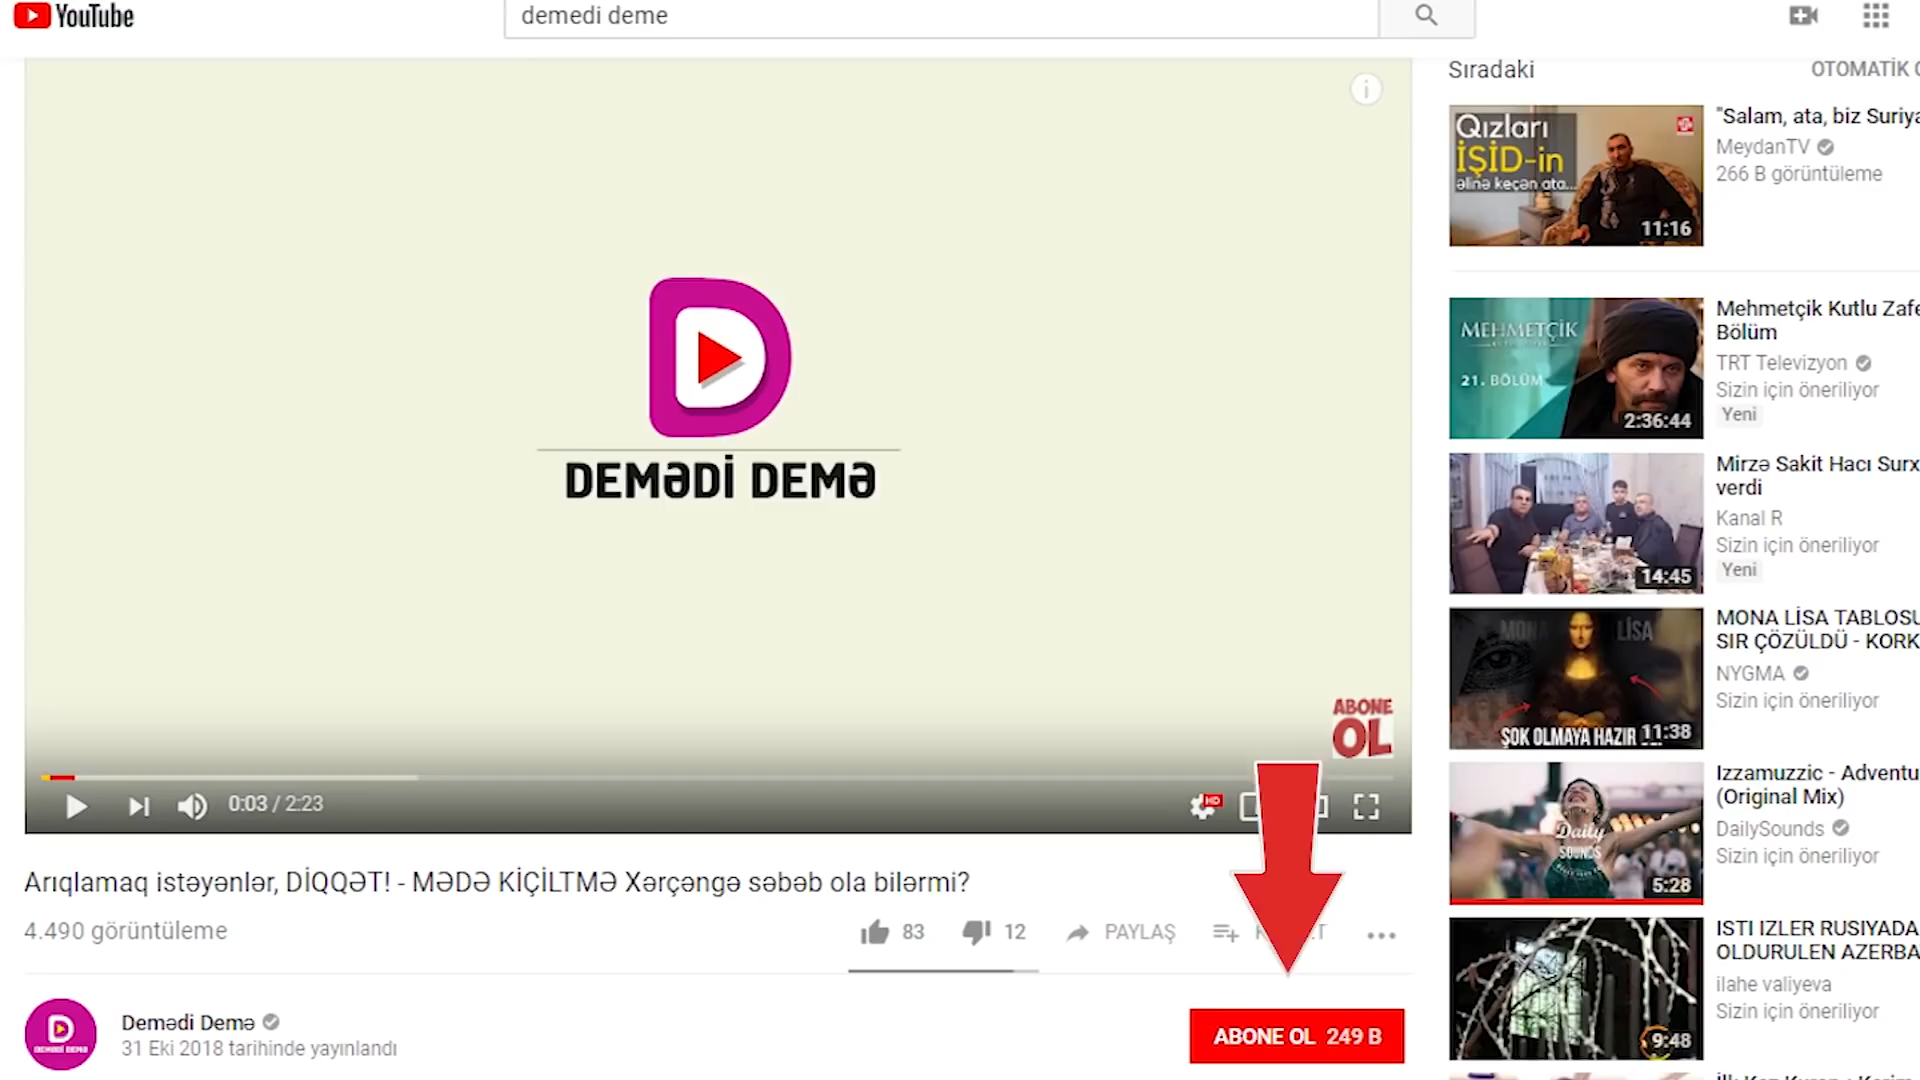 YouTube
demedi deme
DEMƏDİ DEMƏ
ABONE
OL
0:03 / 2:23
HD
Arıqlamaq istəyənlər, DİQQƏT! - MƏDƏ KİÇİLTMƏ Xərçəngə səbəb ola bilərmi?
4.490 görüntüleme
83
12
PAYLAŞ
Demədi Demə
31 Eki 2018 tarihinde yayınlandı
ABONE OL 249 B
Sıradaki
OTOMATİK
Qızları
İŞİD-in
əlinə keçən ata...
11:16
"Salam, ata, biz Suriya
MeydanTV
266 B görüntüleme
MEHMETÇİK
21. BÖLÜM
2:36:44
Mehmetçik Kutlu Zafe
Bölüm
TRT Televizyon
Sizin için öneriliyor
Yeni
14:45
Mirzə Sakit Hacı Surx
verdi
Kanal R
Sizin için öneriliyor
Yeni
MONA LİSA
ŞOK OLMAYA HAZIR
11:38
MONA LİSA TABLOSU
SIR ÇÖZÜLDÜ - KORK
NYGMA
Sizin için öneriliyor
Daily
SOUNDS
5:28
Izzamuzzic - Adventu
(Original Mix)
DailySounds
Sizin için öneriliyor
9:48
ISTI IZLER RUSIYADA
OLDURULEN AZERBA
ilahe valiyeva
Sizin için öneriliyor